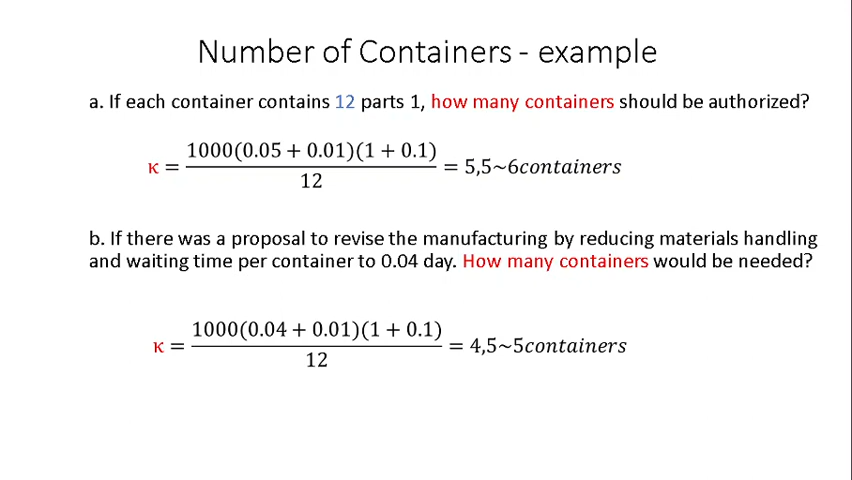 Number of Containers - example
a. If each container contains 12 parts 1, how many containers should be authorized?
κ = 1000(0.05 + 0.01)(1 + 0.1) / 12 = 5,5~6containers
b. If there was a proposal to revise the manufacturing by reducing materials handling
and waiting time per container to 0.04 day. How many containers would be needed?
κ = 1000(0.04 + 0.01)(1 + 0.1) / 12 = 4,5~5containers